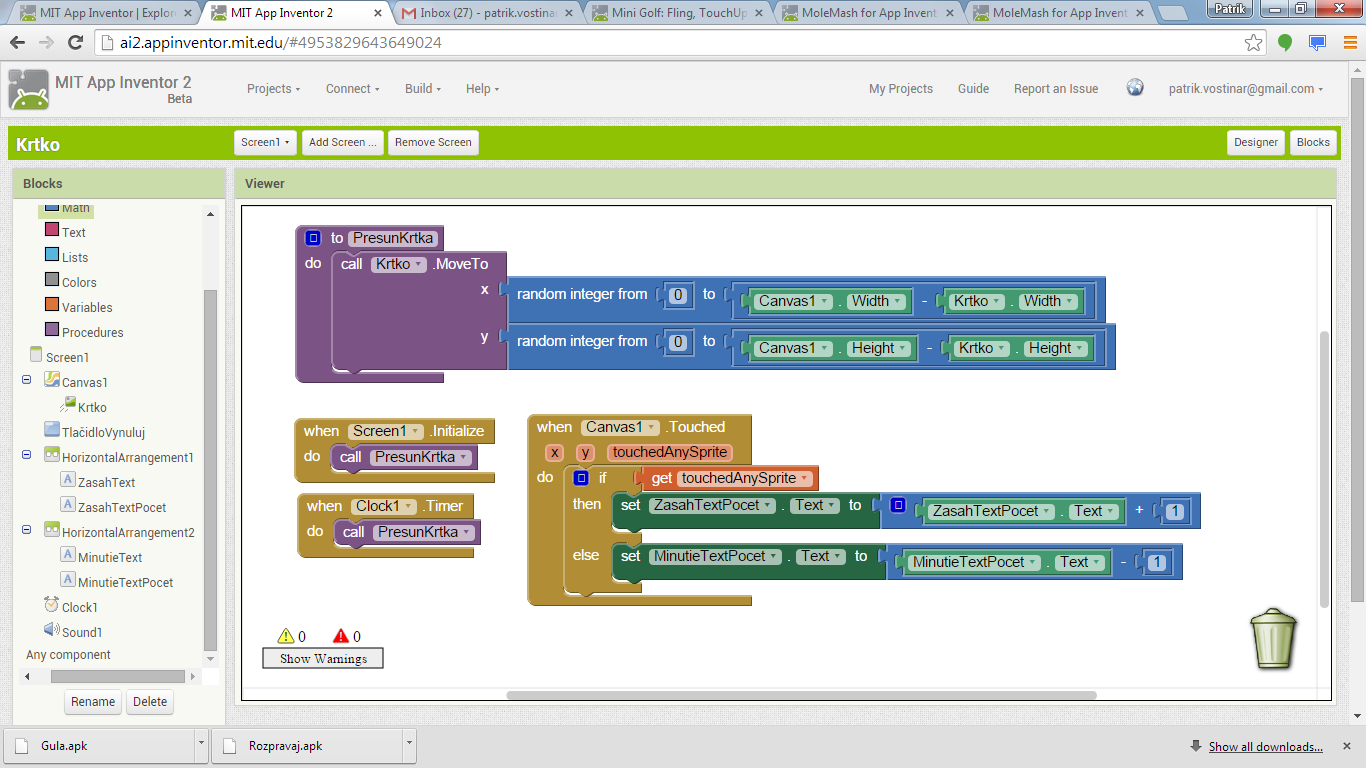 MIT App Inventor | Explor
MIT App Inventor 2
Inbox (27) - patrik.vostina
Mini Golf: Fling, TouchUp
MoleMash for App Invent
MoleMash for App Invent
Patrik
ai2.appinventor.mit.edu/#4953829643649024
MIT App Inventor 2
Beta
Projects
Connect
Build
Help
My Projects
Guide
Report an Issue
patrik.vostinar@gmail.com
Krtko
Screen1
Add Screen ...
Remove Screen
Designer
Blocks
Blocks
Math
Text
Lists
Colors
Variables
Procedures
Screen1
Canvas1
Krtko
TlačidloVynuluj
HorizontalArrangement1
ZasahText
ZasahTextPocet
HorizontalArrangement2
MinutieText
MinutieTextPocet
Clock1
Sound1
Any component
Rename
Delete
Viewer
to PresunKrtka
do call Krtko .MoveTo
x random integer from 0 to Canvas1 . Width - Krtko . Width
y random integer from 0 to Canvas1 . Height - Krtko . Height
when Screen1 .Initialize
do call PresunKrtka
when Clock1 .Timer
do call PresunKrtka
when Canvas1 .Touched
x y touchedAnySprite
do if get touchedAnySprite
then set ZasahTextPocet . Text to ZasahTextPocet . Text + 1
else set MinutieTextPocet . Text to MinutieTextPocet . Text - 1
0 0
Show Warnings
Gula.apk
Rozpravaj.apk
Show all downloads...